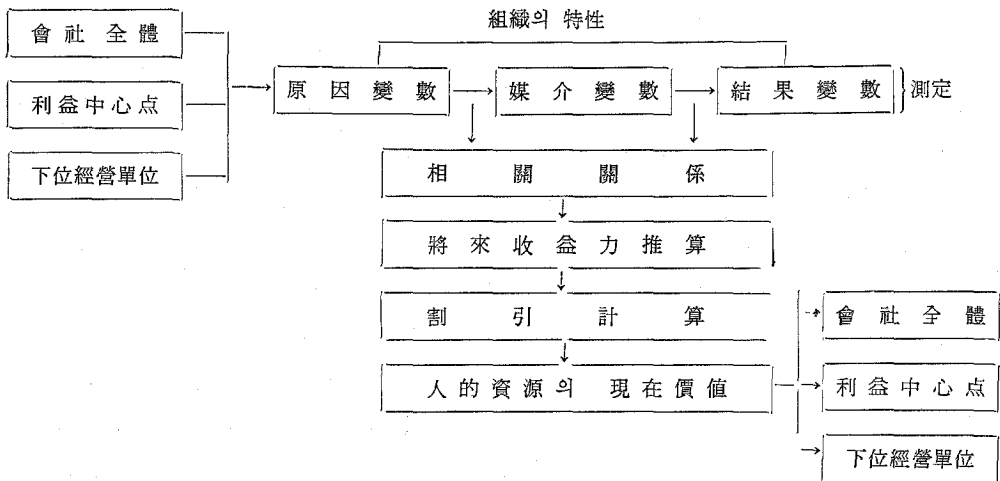 組織의 特性
會社全體
利益中心点
下位經營單位
原因變數
媒介變數
結果變數
測定
相關關係
將來收益力推算
割引計算
人的資源의 現在價値
會社全體
利益中心点
下位經營單位